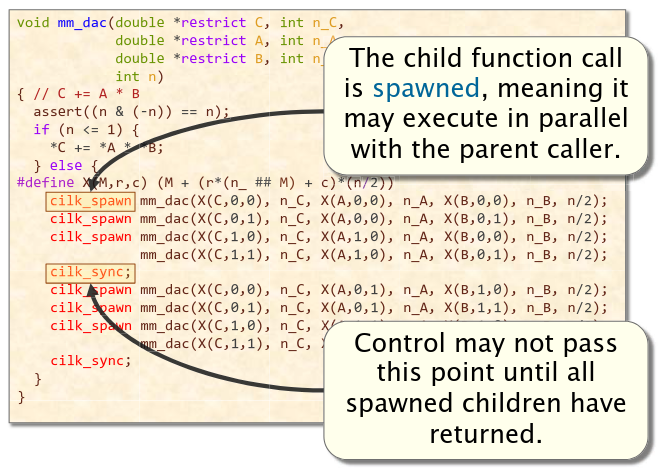 void mm_dac(double *restrict C, int n_C,
double *restrict A, int n_A
double *restrict B, int n_
int n)
{ // C += A * B
assert((n & (-n)) == n);
if (n <= 1) {
*C += *A * *B;
} else {
#define X(M,r,c) (M + (r*(n_ ## M) + c)*(n/2))
cilk_spawn mm_dac(X(C,0,0), n_C, X(A,0,0), n_A, X(B,0,0), n_B, n/2);
cilk_spawn mm_dac(X(C,0,1), n_C, X(A,0,0), n_A, X(B,0,1), n_B, n/2);
cilk_spawn mm_dac(X(C,1,0), n_C, X(A,1,0), n_A, X(B,0,0), n_B, n/2);
mm_dac(X(C,1,1), n_C, X(A,1,0), n_A, X(B,0,1), n_B, n/2);
cilk_sync;
cilk_spawn mm_dac(X(C,0,0), n_C, X(A,0,1), n_A, X(B,1,0), n_B, n/2);
cilk_spawn mm_dac(X(C,0,1), n_C, X(A,0,1), n_A, X(B,1,1), n_B, n/2);
cilk_spawn mm_dac(X(C,1,0), n_C,
mm_dac(X(C,1,1), n_C,
cilk_sync;
}
}
The child function call
is spawned, meaning it
may execute in parallel
with the parent caller.
Control may not pass
this point until all
spawned children have
returned.